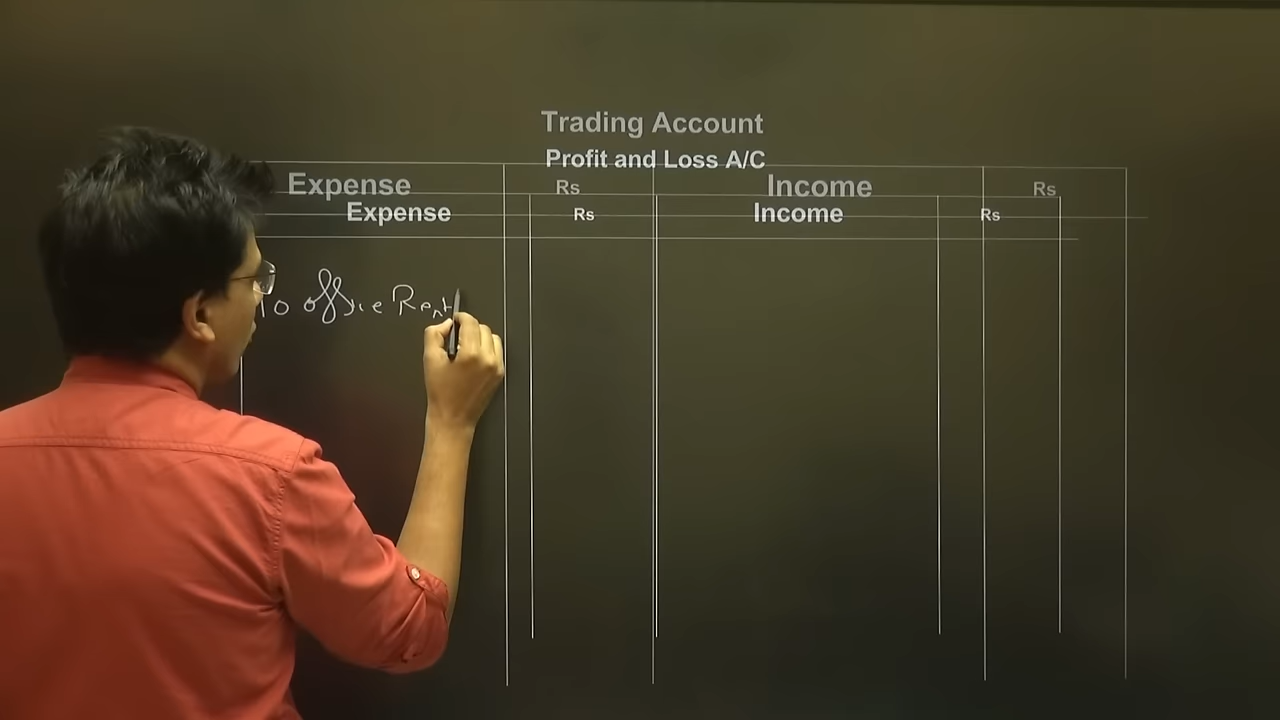 Trading Account
Profit and Loss A/C
Expense Rs Income Rs
Expense Rs Income Rs
To office Rent